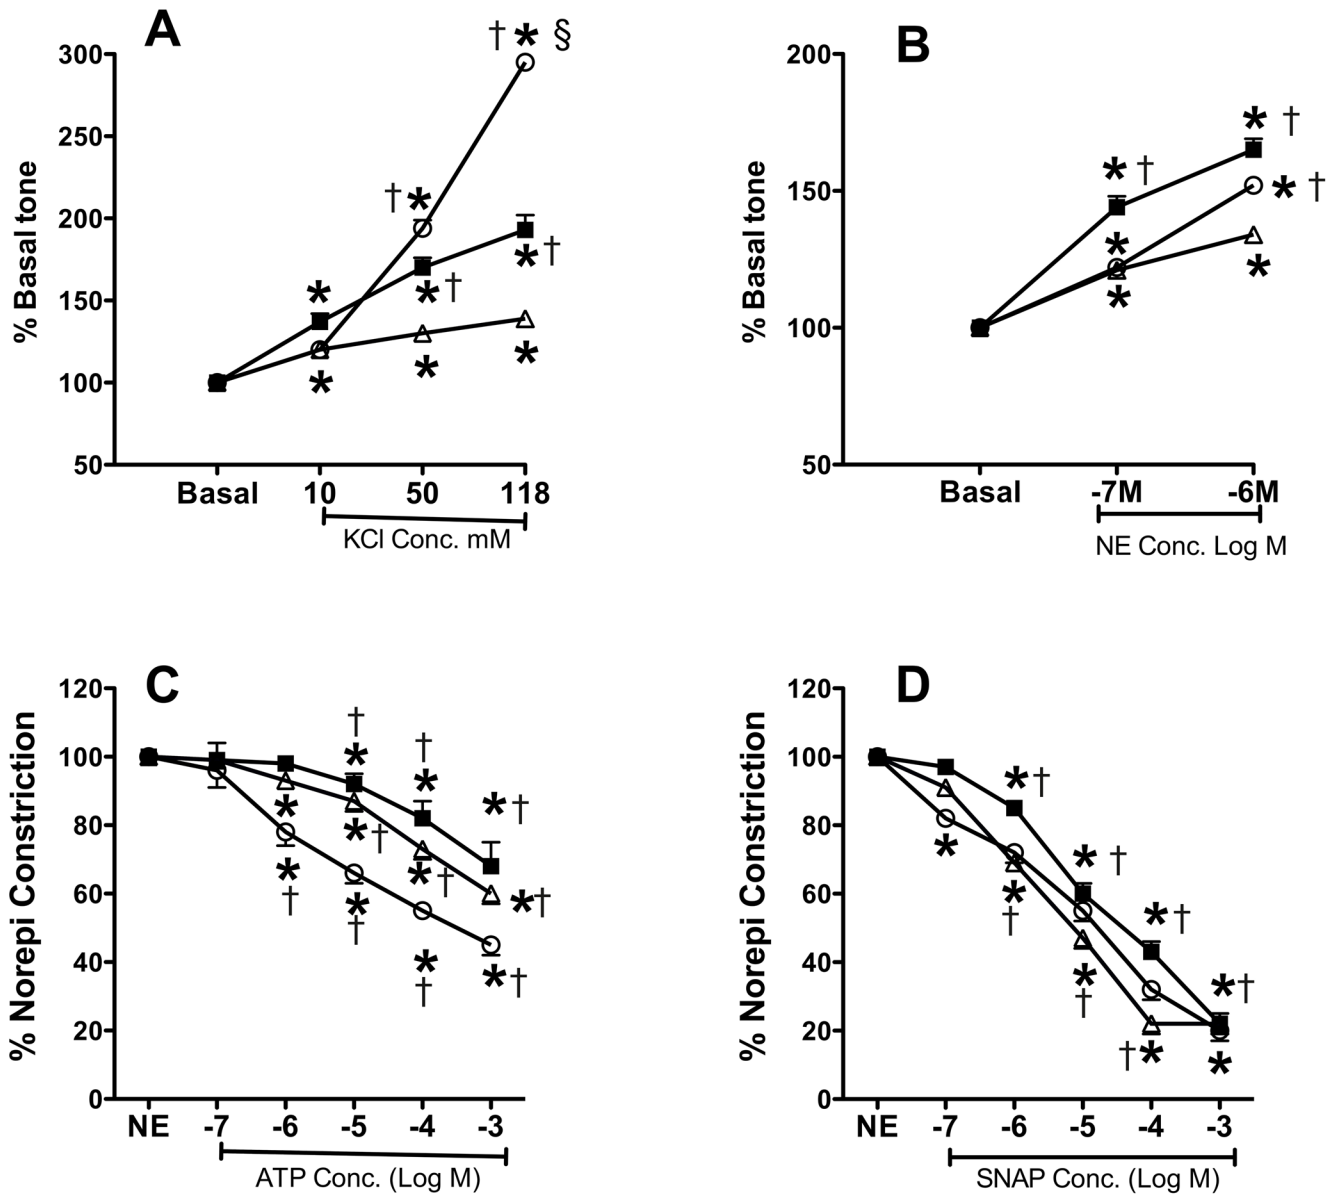 A
† * §
300
250
† *
200
* †
* * †
150
* *
100 *
50
% Basal tone
Basal 10 50 118
KCl Conc. mM
B
200
* †
* †
150
* †
*
* *
100
50
% Basal tone
Basal -7M -6M
NE Conc. Log M
C
120
†
†
100 *
*
* †
80 * * †
* * †
60 † * * †
†
40 * * †
†
20
0
% Norepi Constriction
NE -7 -6 -5 -4 -3
ATP Conc. (Log M)
D
120
100
* †
80
* * †
60 * * †
†
40 * * †
†
20
† * *
0
% Norepi Constriction
NE -7 -6 -5 -4 -3
SNAP Conc. (Log M)